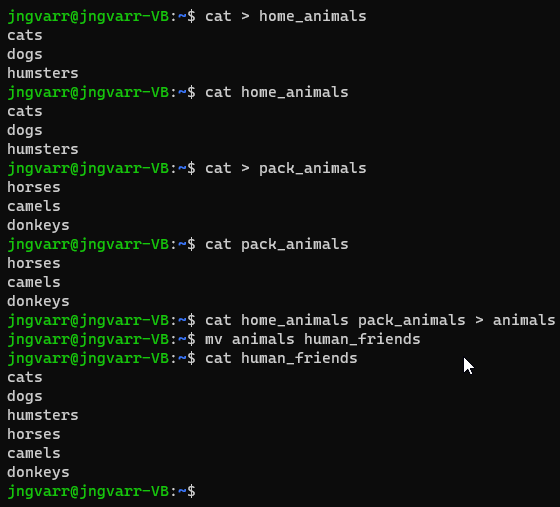 jngvarr@jngvarr-VB:~$ cat > home_animals
cats
dogs
humsters
jngvarr@jngvarr-VB:~$ cat home_animals
cats
dogs
humsters
jngvarr@jngvarr-VB:~$ cat > pack_animals
horses
camels
donkeys
jngvarr@jngvarr-VB:~$ cat pack_animals
horses
camels
donkeys
jngvarr@jngvarr-VB:~$ cat home_animals pack_animals > animals
jngvarr@jngvarr-VB:~$ mv animals human_friends
jngvarr@jngvarr-VB:~$ cat human_friends
cats
dogs
humsters
horses
camels
donkeys
jngvarr@jngvarr-VB:~$